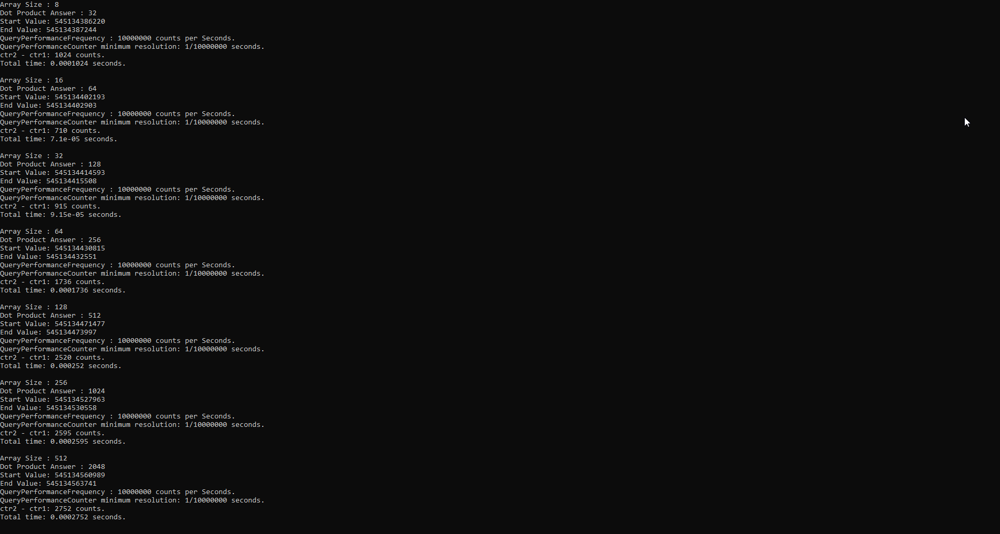 Array Size : 8
Dot Product Answer : 32
Start Value: 545134386220
End Value: 545134387244
QueryPerformanceFrequency : 10000000 counts per Seconds.
QueryPerformanceCounter minimum resolution: 1/10000000 seconds.
ctr2 - ctr1: 1024 counts.
Total time: 0.0001024 seconds.

Array Size : 16
Dot Product Answer : 64
Start Value: 545134402193
End Value: 545134402903
QueryPerformanceFrequency : 10000000 counts per Seconds.
QueryPerformanceCounter minimum resolution: 1/10000000 seconds.
ctr2 - ctr1: 710 counts.
Total time: 7.1e-05 seconds.

Array Size : 32
Dot Product Answer : 128
Start Value: 545134414593
End Value: 545134415508
QueryPerformanceFrequency : 10000000 counts per Seconds.
QueryPerformanceCounter minimum resolution: 1/10000000 seconds.
ctr2 - ctr1: 915 counts.
Total time: 9.15e-05 seconds.

Array Size : 64
Dot Product Answer : 256
Start Value: 545134430815
End Value: 545134432551
QueryPerformanceFrequency : 10000000 counts per Seconds.
QueryPerformanceCounter minimum resolution: 1/10000000 seconds.
ctr2 - ctr1: 1736 counts.
Total time: 0.0001736 seconds.

Array Size : 128
Dot Product Answer : 512
Start Value: 545134471477
End Value: 545134473997
QueryPerformanceFrequency : 10000000 counts per Seconds.
QueryPerformanceCounter minimum resolution: 1/10000000 seconds.
ctr2 - ctr1: 2520 counts.
Total time: 0.000252 seconds.

Array Size : 256
Dot Product Answer : 1024
Start Value: 545134527963
End Value: 545134530558
QueryPerformanceFrequency : 10000000 counts per Seconds.
QueryPerformanceCounter minimum resolution: 1/10000000 seconds.
ctr2 - ctr1: 2595 counts.
Total time: 0.0002595 seconds.

Array Size : 512
Dot Product Answer : 2048
Start Value: 545134560989
End Value: 545134563741
QueryPerformanceFrequency : 10000000 counts per Seconds.
QueryPerformanceCounter minimum resolution: 1/10000000 seconds.
ctr2 - ctr1: 2752 counts.
Total time: 0.0002752 seconds.